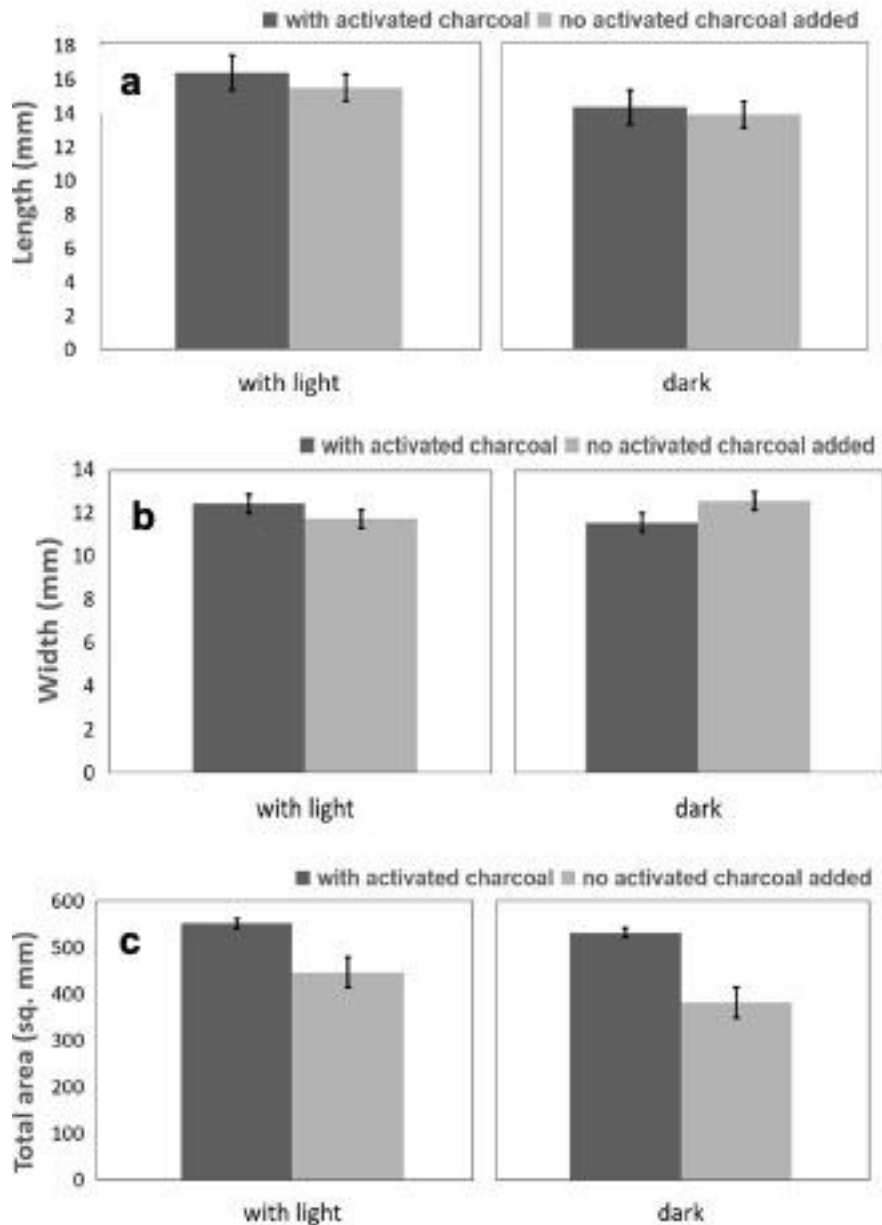 with activated charcoal no activated charcoal added
18
16
14
12
10
8
6
4
2
0
Length (mm)
a
with light dark
with activated charcoal no activated charcoal added
14
12
10
8
6
4
2
0
Width (mm)
b
with light dark
with activated charcoal no activated charcoal added
600
500
400
300
200
100
0
Total area (sq. mm)
c
with light dark